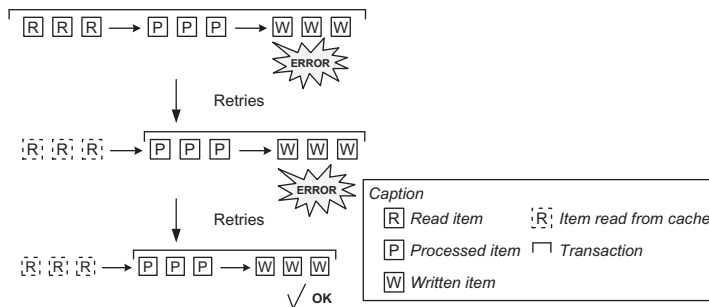 R R R P P P W W W
ERROR
Retries
R R R P P P W W W
ERROR
Retries
R R R P P P W W W
OK
Caption
R Read item
R Item read from cache
P Processed item
Transaction
W Written item